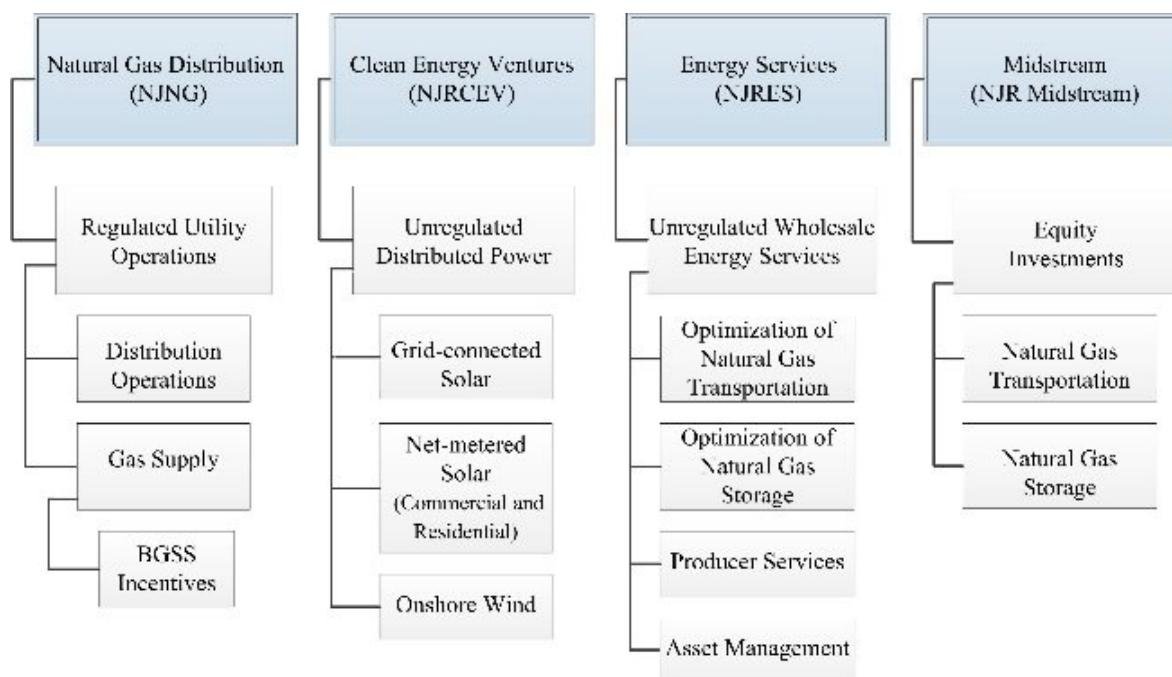 Natural Gas Distribution
(NJNG)
Regulated Utility
Operations
Distribution
Operations
Gas Supply
BGSS
Incentives
Clean Energy Ventures
(NJRCEV)
Unregulated
Distributed Power
Grid-connected
Solar
Net-metered
Solar
(Commercial and
Residential)
Onshore Wind
Energy Services
(NJRES)
Unregulated Wholesale
Energy Services
Optimization of
Natural Gas
Transportation
Optimization of
Natural Gas
Storage
Producer Services
Asset Management
Midstream
(NJR Midstream)
Equity
Investments
Natural Gas
Transportation
Natural Gas
Storage